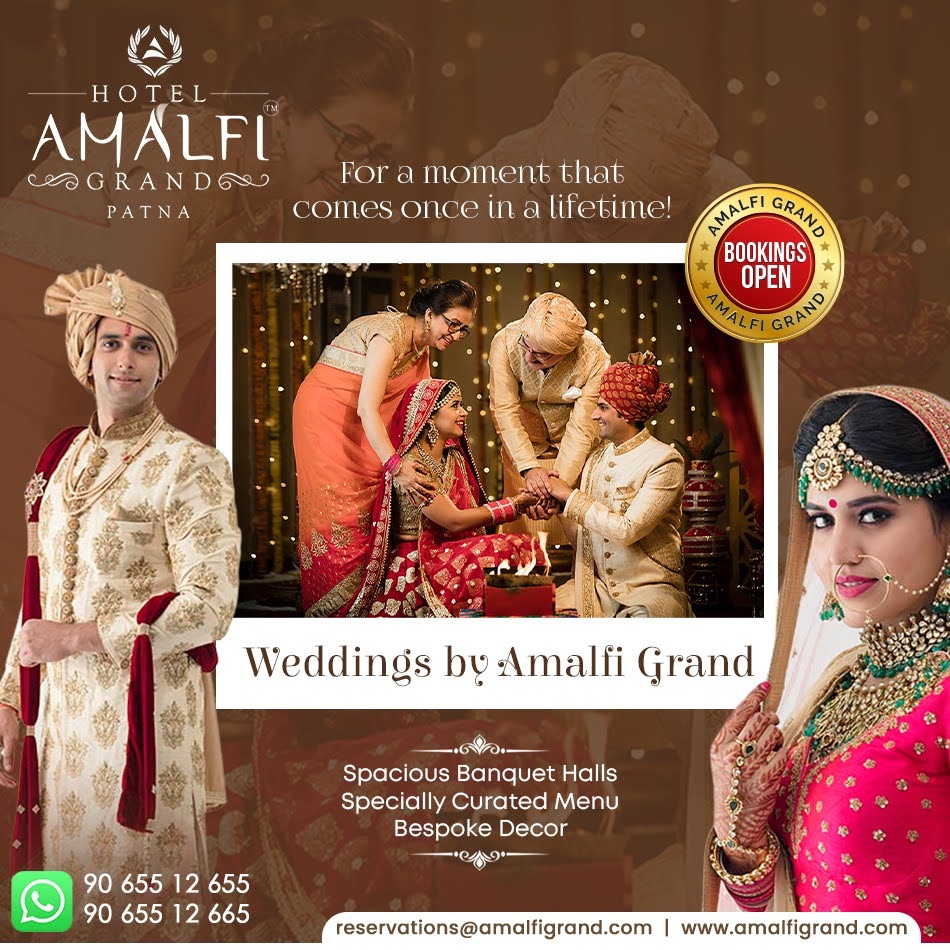 HOTEL
AMALFI
TM
GRAND
PATNA
For a moment that
comes once in a lifetime!
AMALFI GRAND
BOOKINGS
OPEN
AMALFI GRAND
Weddings by Amalfi Grand
Spacious Banquet Halls
Specially Curated Menu
Bespoke Decor
90 655 12 655
90 655 12 665
reservations@amalfigrand.com | www.amalfigrand.com